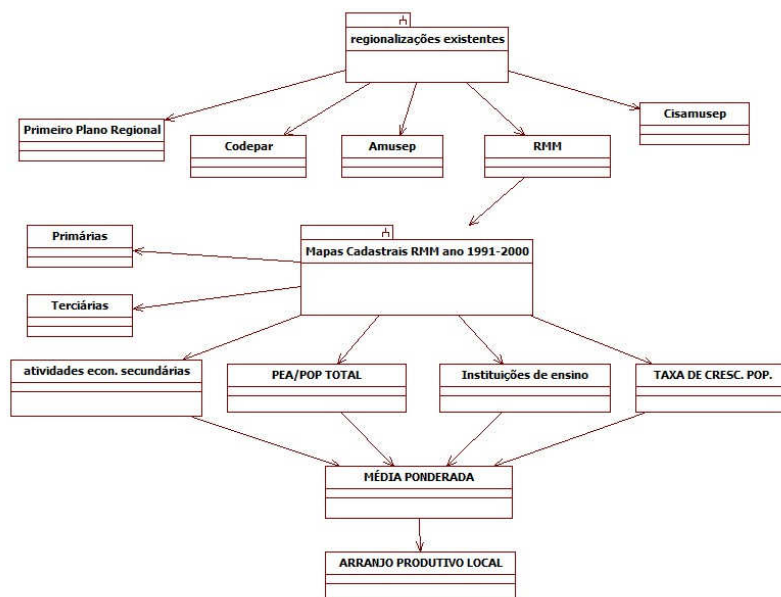 regionalizações existentes
Primeiro Plano Regional
Codepar
Amusep
RMM
Cisamusep
Mapas Cadastrais RMM ano 1991-2000
Primárias
Terciárias
atividades econ. secundárias
PEA/POP TOTAL
Instituições de ensino
TAXA DE CRESC. POP.
MÉDIA PONDERADA
ARRANJO PRODUTIVO LOCAL